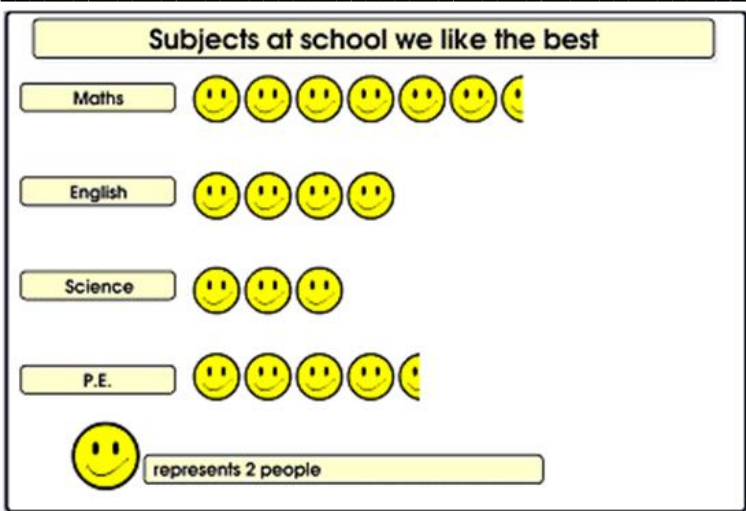 Subjects at school we like the best
Maths
English
Science
P.E.
represents 2 people